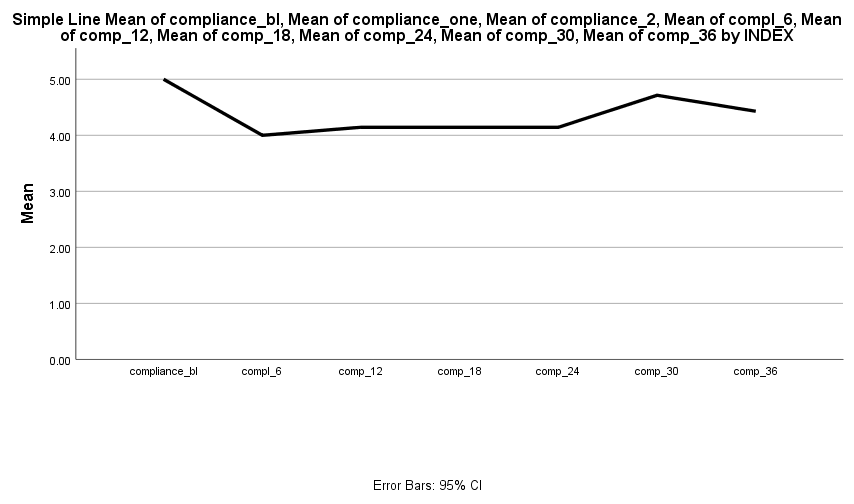 Simple Line Mean of compliance_bl, Mean of compliance_one, Mean of compliance_2, Mean of compl_6, Mean
of comp_12, Mean of comp_18, Mean of comp_24, Mean of comp_30, Mean of comp_36 by INDEX
5.00
4.00
3.00
2.00
1.00
0.00
Mean
compliance_bl compl_6 comp_12 comp_18 comp_24 comp_30 comp_36
Error Bars: 95% CI